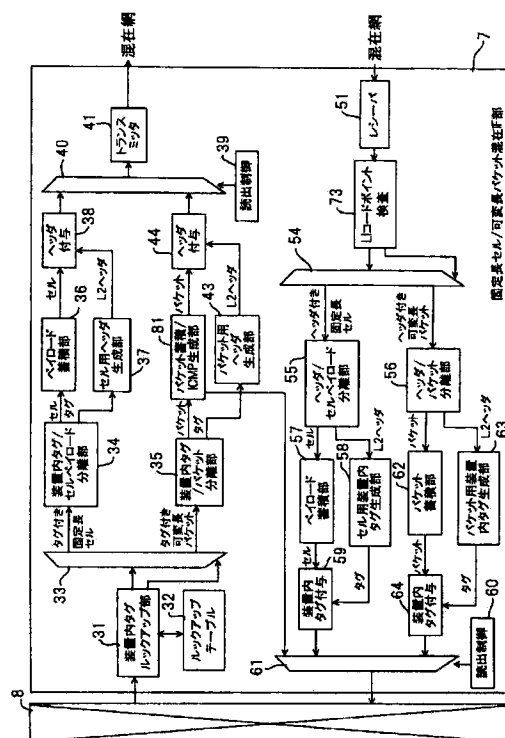 8
31
装置内タグ
ルックアップ部
32
ルックアップ
テーブル
33
タグ付き
固定長
セル
タグ付き
可変長
パケット
34
装置内タグ/
セルペイロード
分離部
35
装置内タグ
/パケット
分離部
セル
タグ
パケット
タグ
36
ペイロード
蓄積部
37
セル用ヘッダ
生成部
81
パケット蓄積/
ICMP生成部
43
パケット用
ヘッダ
生成部
セル
L2ヘッダ
パケット
L2ヘッダ
38
ヘッダ
付与
44
ヘッダ
付与
39
読出制御
40
41
トランス
ミッタ
混在網
混在網
51
レシーバ
73
LIコードポイント
検査
54
ヘッダ付き
固定長
セル
ヘッダ付き
可変長
パケット
55
ヘッダ/
セルペイロード
分離部
56
ヘッダ/
パケット
分離部
セル
L2ヘッダ
パケット
L2ヘッダ
57
ペイロード
蓄積部
58
セル用装置内
タグ生成部
62
パケット
蓄積部
63
パケット用装置
内タグ生成部
セル
タグ
パケット
タグ
59
装置内
タグ付与
64
装置内
タグ付与
60
読出制御
61
7
固定長セル/可変長パケット混在IF部